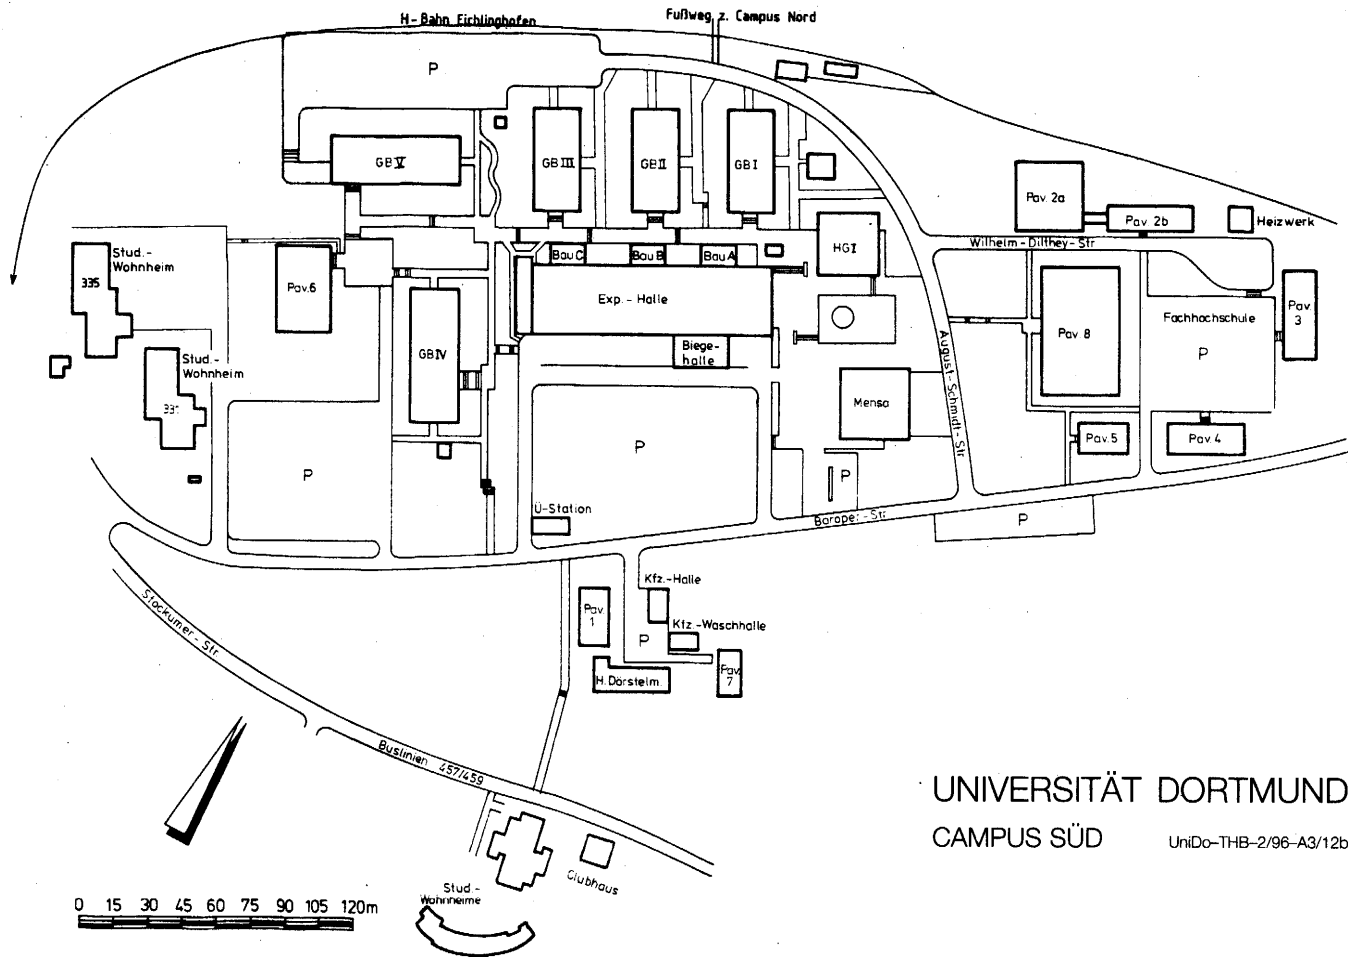 H-Bahn Eichlinghofen
Fußweg z. Campus Nord
P
GB V
GB III
GB II
GB I
Pav. 2a
Pav. 2b
Heizwerk
Wilhelm-Dilthey-Str
HG I
Bau C
Bau B
Bau A
Stud.-
Wohnheim
335
Pav. 6
Exp.-Halle
Pav.
3
Fachhochschule
P
Pav. 8
August-Schmidt-Str
Biege-
halle
GB IV
Stud.-
Wohnheim
331
Mensa
Pav. 5
Pav. 4
P
P
P
Ü-Station
Baroper-Str
P
Kfz.-Halle
Pav.
1
Kfz.-Waschhalle
P
H. Dörstelm.
Pav.
7
Stockumer-Str
Buslinien 457/459
UNIVERSITÄT DORTMUND
CAMPUS SÜD
UniDo-THB-2/96-A3/12b
Clubhaus
Stud.-
Wohnheime
0 15 30 45 60 75 90 105 120m